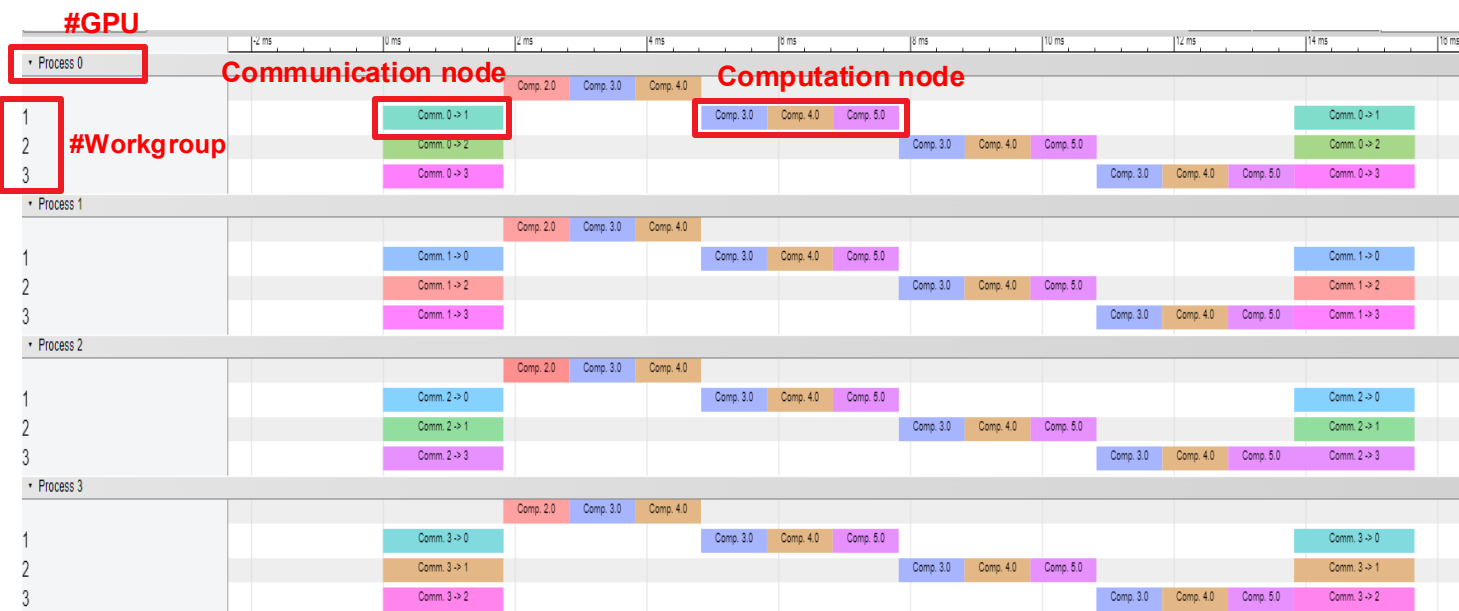 #GPU
-2 ms 0 ms 2 ms 4 ms 6 ms 8 ms 10 ms 12 ms 14 ms 16 ms
Process 0
Communication node
Computation node
Comp. 2.0 Comp. 3.0 Comp. 4.0
1 Comm. 0 -> 1 Comp. 3.0 Comp. 4.0 Comp. 5.0 Comm. 0 -> 1
#Workgroup
2 Comm. 0 -> 2 Comp. 3.0 Comp. 4.0 Comp. 5.0 Comm. 0 -> 2
3 Comm. 0 -> 3 Comp. 3.0 Comp. 4.0 Comp. 5.0 Comm. 0 -> 3
Process 1
Comp. 2.0 Comp. 3.0 Comp. 4.0
1 Comm. 1 -> 0 Comp. 3.0 Comp. 4.0 Comp. 5.0 Comm. 1 -> 0
2 Comm. 1 -> 2 Comp. 3.0 Comp. 4.0 Comp. 5.0 Comm. 1 -> 2
3 Comm. 1 -> 3 Comp. 3.0 Comp. 4.0 Comp. 5.0 Comm. 1 -> 3
Process 2
Comp. 2.0 Comp. 3.0 Comp. 4.0
1 Comm. 2 -> 0 Comp. 3.0 Comp. 4.0 Comp. 5.0 Comm. 2 -> 0
2 Comm. 2 -> 1 Comp. 3.0 Comp. 4.0 Comp. 5.0 Comm. 2 -> 1
3 Comm. 2 -> 3 Comp. 3.0 Comp. 4.0 Comp. 5.0 Comm. 2 -> 3
Process 3
Comp. 2.0 Comp. 3.0 Comp. 4.0
1 Comm. 3 -> 0 Comp. 3.0 Comp. 4.0 Comp. 5.0 Comm. 3 -> 0
2 Comm. 3 -> 1 Comp. 3.0 Comp. 4.0 Comp. 5.0 Comm. 3 -> 1
3 Comm. 3 -> 2 Comp. 3.0 Comp. 4.0 Comp. 5.0 Comm. 3 -> 2